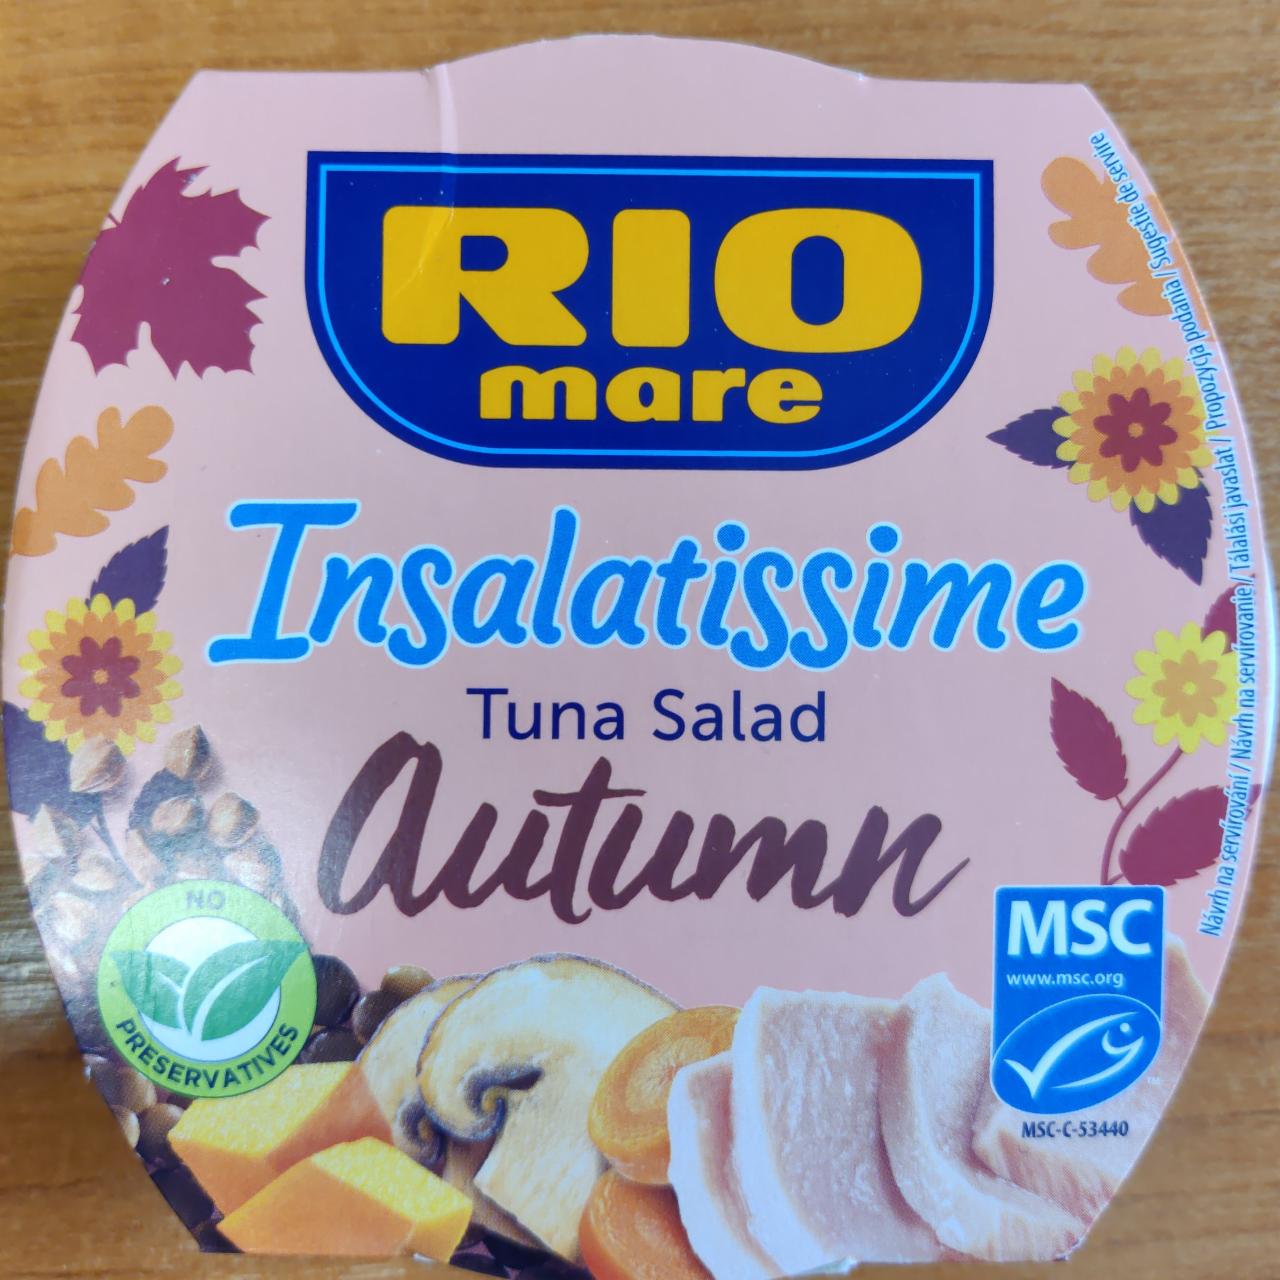 RIO
mare
Insalatissime
Tuna Salad
autumn
NO
PRESERVATIVES
MSC
www.msc.org
TM
MSC-C-53440
Návrh na servírování / Návrh na servírovanie / Tálalási javaslat / Propozycja podania / Sugestie de servire